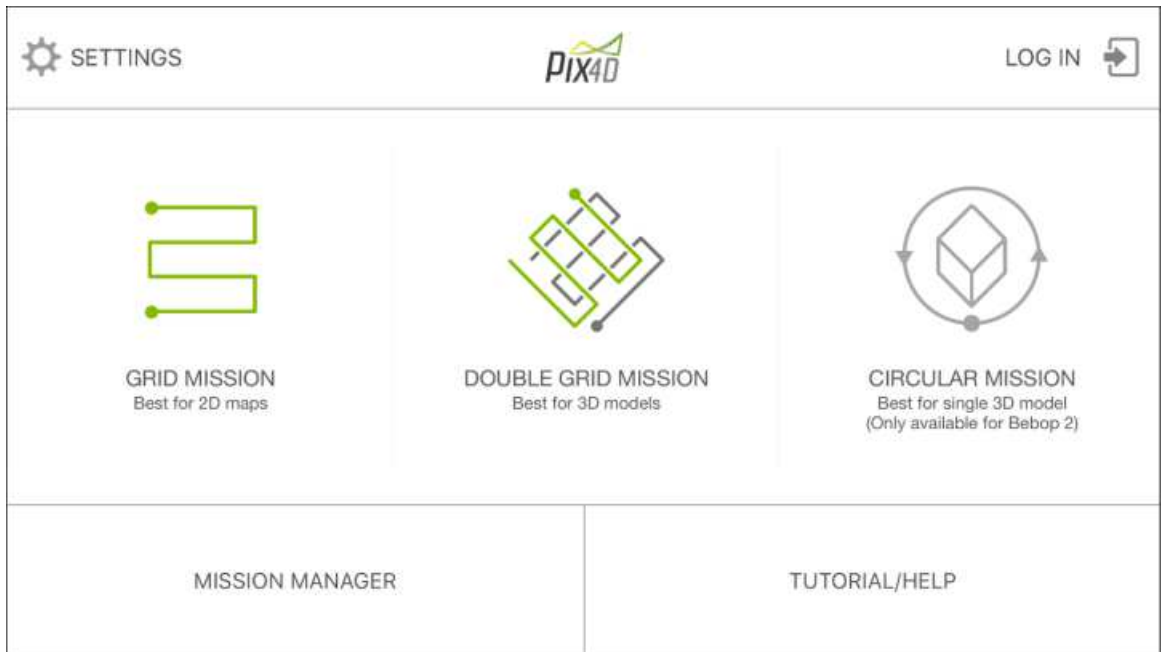 SETTINGS
PIX4D
LOG IN
GRID MISSION
Best for 2D maps
DOUBLE GRID MISSION
Best for 3D models
CIRCULAR MISSION
Best for single 3D model
(Only available for Bebop 2)
MISSION MANAGER
TUTORIAL/HELP